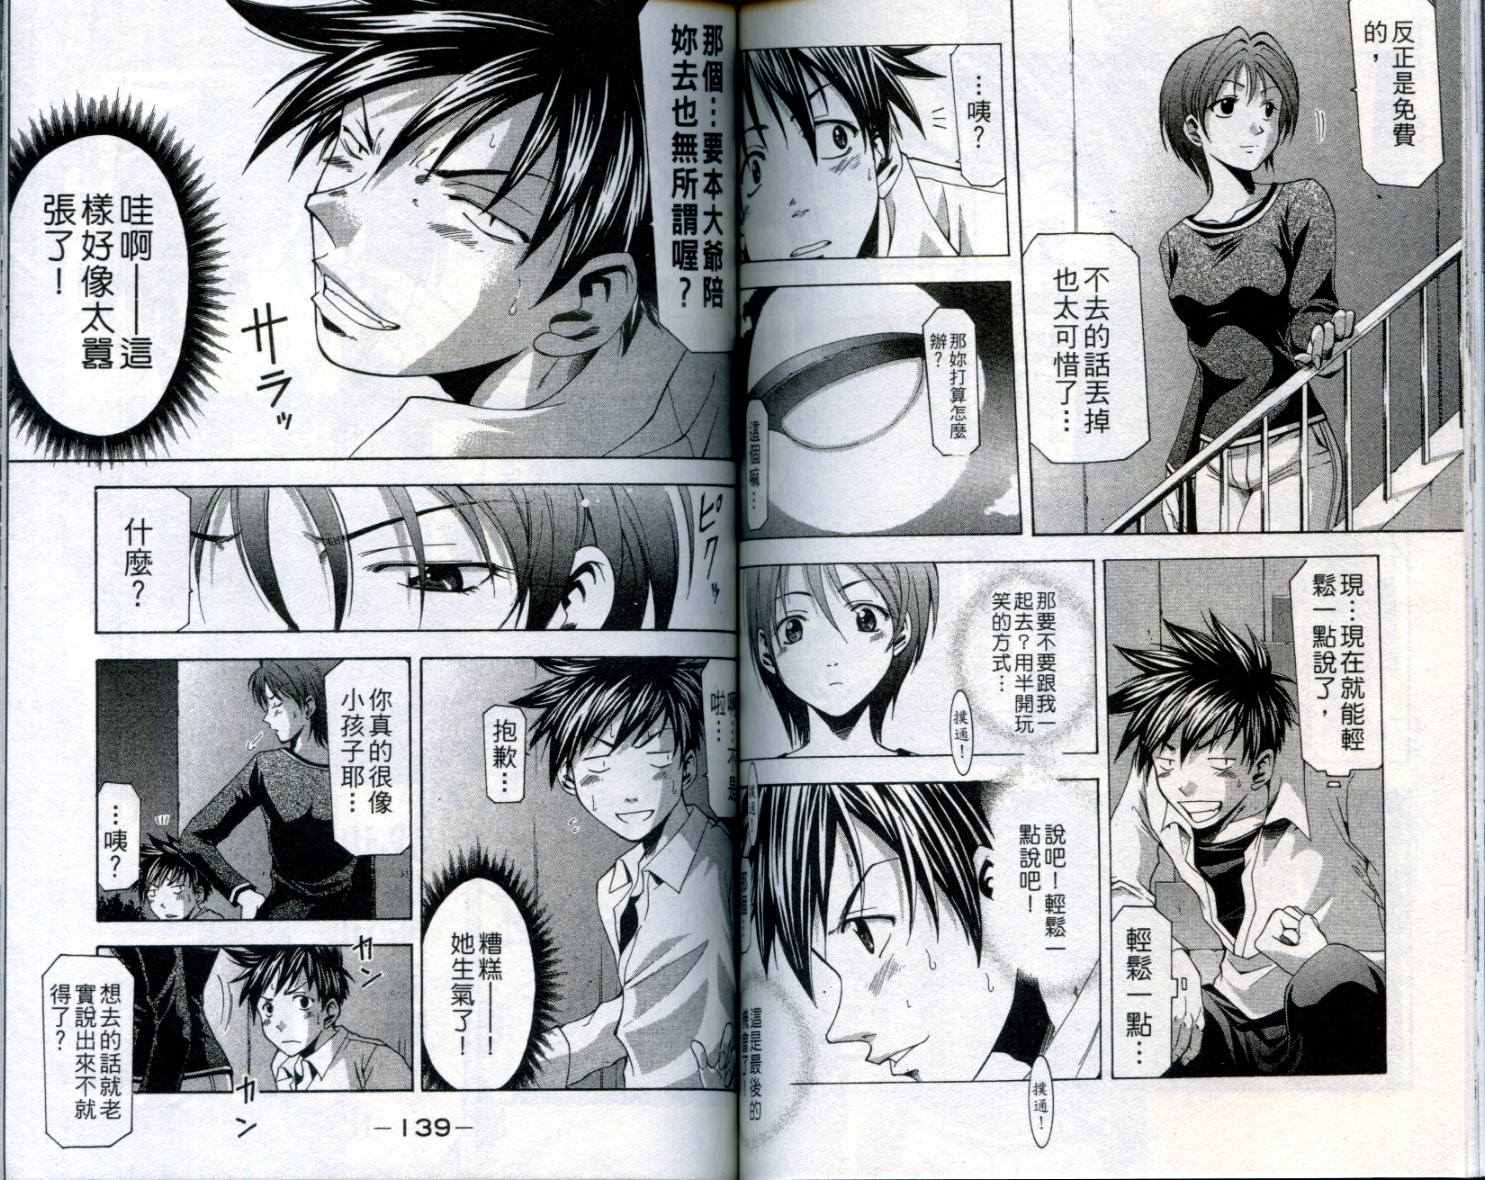 反正是免費
的，
不去的話丟掉
也太可惜了…
…咦？
那妳打算怎麼
辦？
這個嘛…
現…現在就能輕
鬆一點說了，
輕鬆一點…
那要不要跟我一
起去？用半開玩
笑的方式…
撲通！
說吧！輕鬆一
點說吧！
撲通！
這是最後的
撲通！
那個…要本大爺陪
妳去也無所謂喔？
哇啊——這
樣好像太囂
張了！
サラッ
ピクッ
什麼？
啦…
抱歉…
糟糕——！
她生氣了！
你真的很像
小孩子耶…
…咦？
カン
カン
想去的話就老
實說出來不就
得了？
—139—